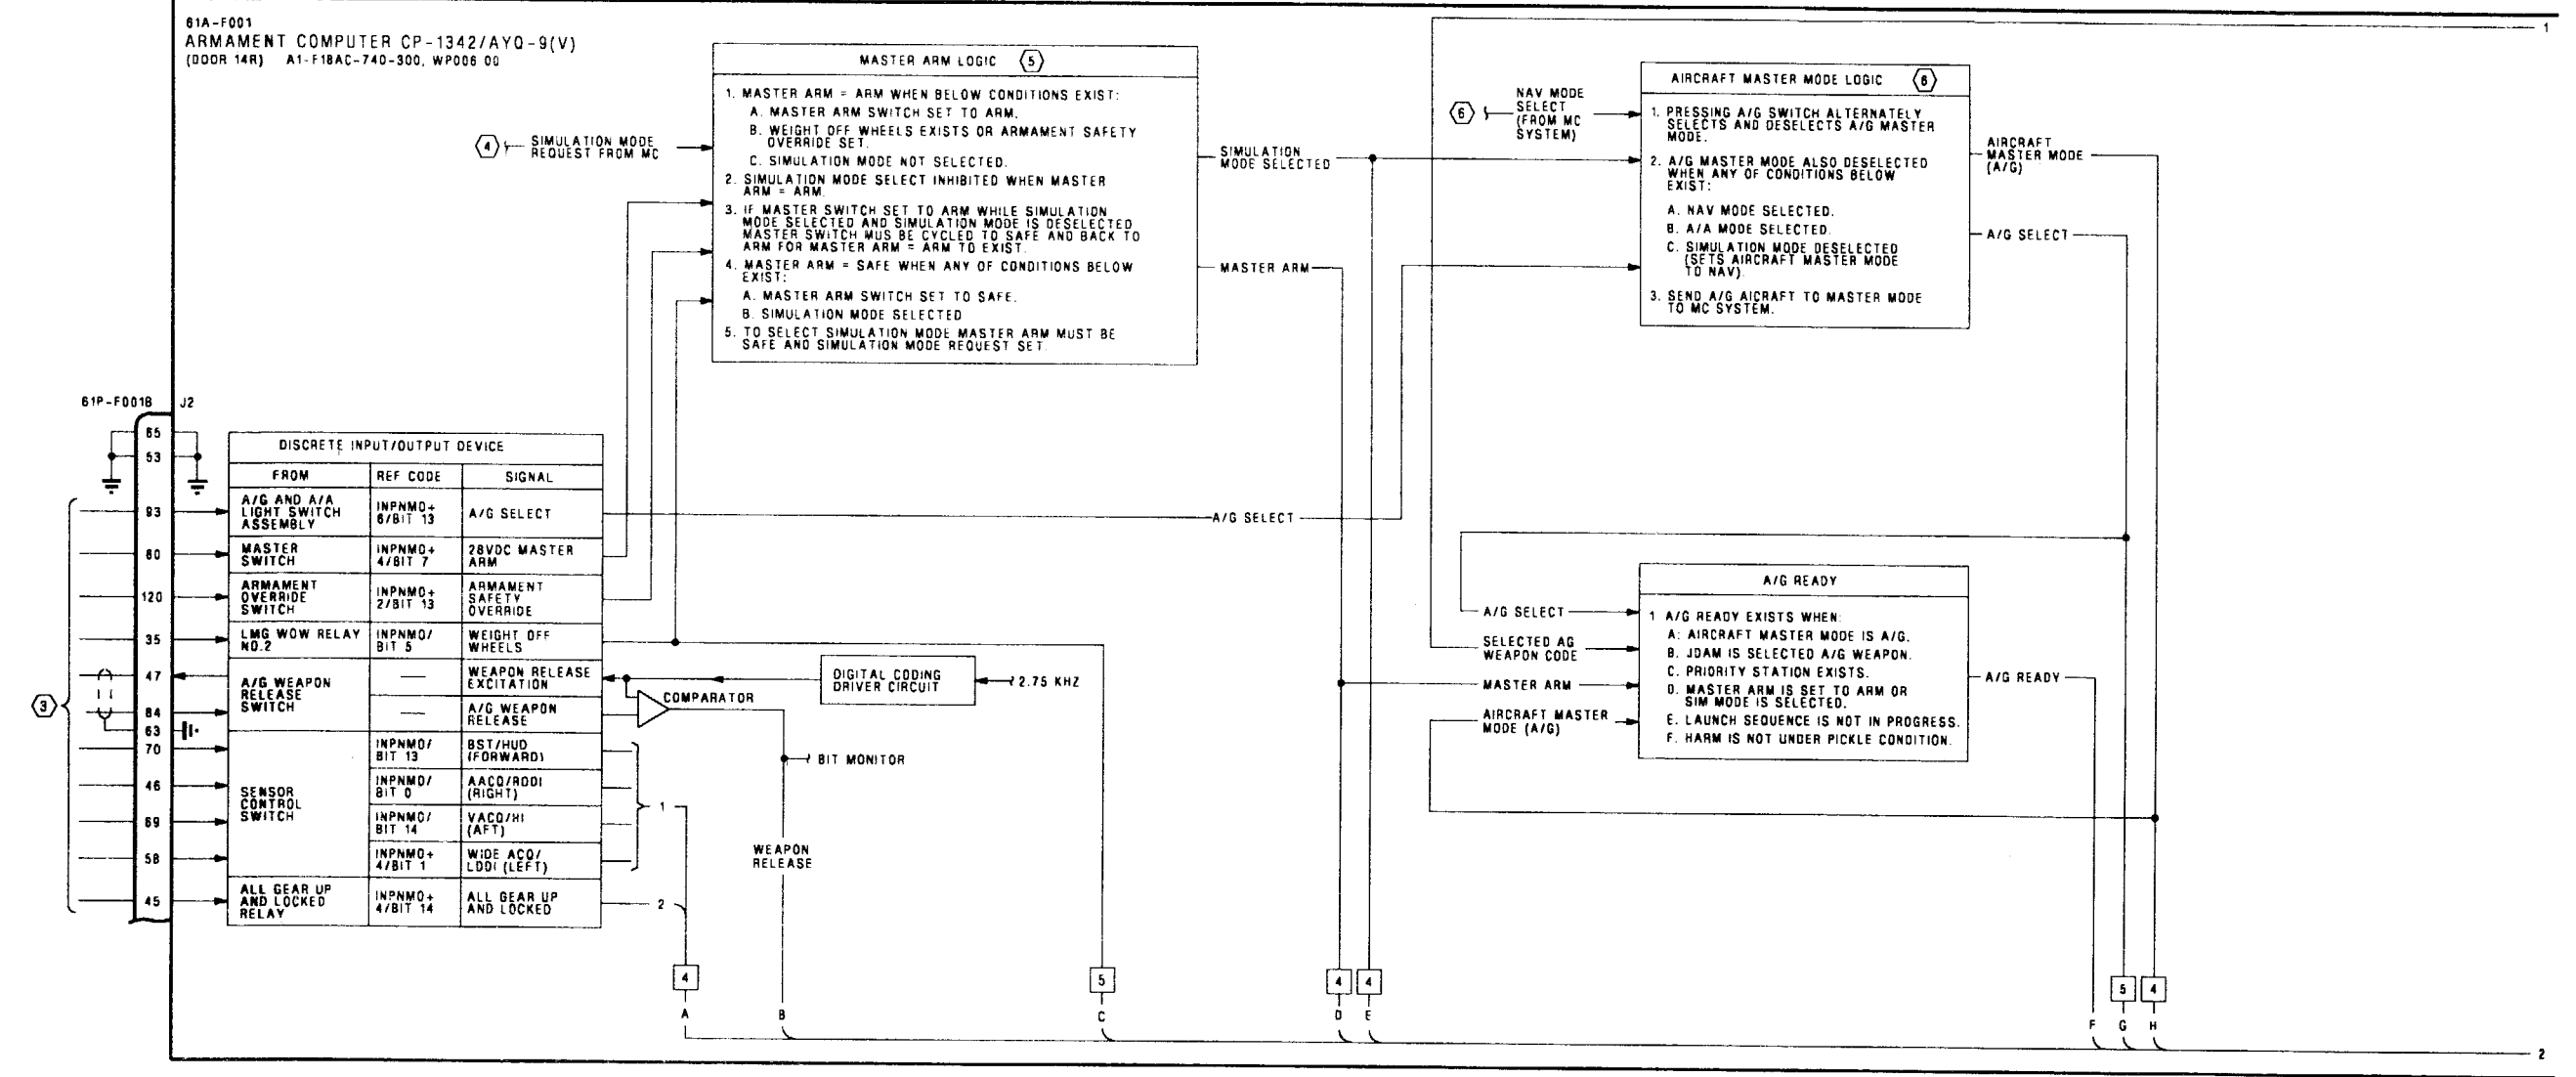 61A-F001
ARMAMENT COMPUTER CP-1342/AYQ-9(V)
(DOOR 14R) A1-F18AC-740-300, WP006 00
1
MASTER ARM LOGIC 5
1. MASTER ARM = ARM WHEN BELOW CONDITIONS EXIST:
A. MASTER ARM SWITCH SET TO ARM.
B. WEIGHT OFF WHEELS EXISTS OR ARMAMENT SAFETY
OVERRIDE SET.
C. SIMULATION MODE NOT SELECTED.
2. SIMULATION MODE SELECT INHIBITED WHEN MASTER
ARM = ARM.
3. IF MASTER SWITCH SET TO ARM WHILE SIMULATION
MODE SELECTED AND SIMULATION MODE IS DESELECTED
MASTER SWITCH MUS BE CYCLED TO SAFE AND BACK TO
ARM FOR MASTER ARM = ARM TO EXIST.
4. MASTER ARM = SAFE WHEN ANY OF CONDITIONS BELOW
EXIST:
A. MASTER ARM SWITCH SET TO SAFE.
B. SIMULATION MODE SELECTED
5. TO SELECT SIMULATION MODE MASTER ARM MUST BE
SAFE AND SIMULATION MODE REQUEST SET.
4 SIMULATION MODE
REQUEST FROM MC
SIMULATION
MODE SELECTED
MASTER ARM
6
NAV MODE
SELECT
(FROM MC
SYSTEM)
AIRCRAFT MASTER MODE LOGIC 6
1. PRESSING A/G SWITCH ALTERNATELY
SELECTS AND DESELECTS A/G MASTER
MODE.
2. A/G MASTER MODE ALSO DESELECTED
WHEN ANY OF CONDITIONS BELOW
EXIST:
A. NAV MODE SELECTED.
B. A/A MODE SELECTED.
C. SIMULATION MODE DESELECTED
(SETS AIRCRAFT MASTER MODE
TO NAV).
3. SEND A/G AICRAFT TO MASTER MODE
TO MC SYSTEM.
AIRCRAFT
MASTER MODE
(A/G)
A/G SELECT
61P-F001B J2
65
53
93
80
120
35
47
84
63
70
46
69
58
45
3
DISCRETE INPUT/OUTPUT DEVICE
FROM REF CODE SIGNAL
A/G AND A/A
LIGHT SWITCH
ASSEMBLY
INPNMO+
6/BIT 13
A/G SELECT
MASTER
SWITCH
INPNMO+
4/BIT 7
28VDC MASTER
ARM
ARMAMENT
OVERRIDE
SWITCH
INPNMO+
2/BIT 13
ARMAMENT
SAFETY
OVERRIDE
LMG WOW RELAY
NO.2
INPNMO/
BIT 5
WEIGHT OFF
WHEELS
A/G WEAPON
RELEASE
SWITCH
—
WEAPON RELEASE
EXCITATION
—
A/G WEAPON
RELEASE
SENSOR
CONTROL
SWITCH
INPNMO/
BIT 13
BST/HUD
(FORWARD)
INPNMO/
BIT 0
AACQ/RDDI
(RIGHT)
INPNMO/
BIT 14
VACQ/HI
(AFT)
INPNMO+
4/BIT 1
WIDE ACQ/
LDDI (LEFT)
ALL GEAR UP
AND LOCKED
RELAY
INPNMO+
4/BIT 14
ALL GEAR UP
AND LOCKED
1
2
DIGITAL CODING
DRIVER CIRCUIT
2.75 KHZ
COMPARATOR
BIT MONITOR
WEAPON
RELEASE
A/G SELECT
A/G SELECT
SELECTED AG
WEAPON CODE
MASTER ARM
AIRCRAFT MASTER
MODE (A/G)
A/G READY
1 A/G READY EXISTS WHEN:
A: AIRCRAFT MASTER MODE IS A/G.
B. JDAM IS SELECTED A/G WEAPON.
C. PRIORITY STATION EXISTS.
D. MASTER ARM IS SET TO ARM OR
SIM MODE IS SELECTED.
E. LAUNCH SEQUENCE IS NOT IN PROGRESS.
F. HARM IS NOT UNDER PICKLE CONDITION.
A/G READY
4 5 4 4 5 4
A B C D E F G H
2